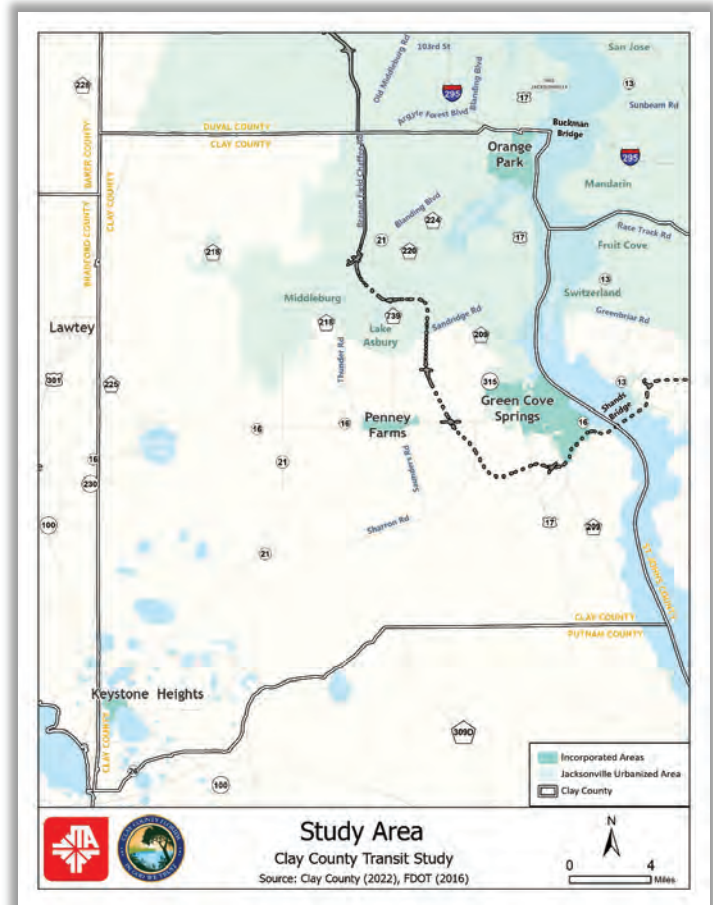 103rd St
San Jose
Old Middleburg Rd
228
295
Blanding Blvd
17
13
Sunbeam Rd
Argyle Forest Blvd
Buckman
Bridge
DUVAL COUNTY
CLAY COUNTY
BAKER COUNTY
CLAY COUNTY
Orange
Park
295
Mandarin
BRADFORD COUNTY
Blanding Blvd
224
21
220
17
Race Track Rd
Fruit Cove
218
13
Switzerland
Middleburg
218
739
Lake
Asbury
Sandridge Rd
209
Greenbriar Rd
Lawtey
Thunder Rd
301
225
315
13
Green Cove
Springs
Shands
Bridge
Penney
Farms
16
16
16
16
21
230
Saunders Rd
100
Sharron Rd
17
209
21
ST JOHNS COUNTY
CLAY COUNTY
PUTNAM COUNTY
Keystone Heights
CLAY COUNTY
309D
100
Incorporated Areas
Jacksonville Urbanized Area
Clay County
JTA
Study Area
Clay County Transit Study
Source: Clay County (2022), FDOT (2016)
N
0 4
Miles